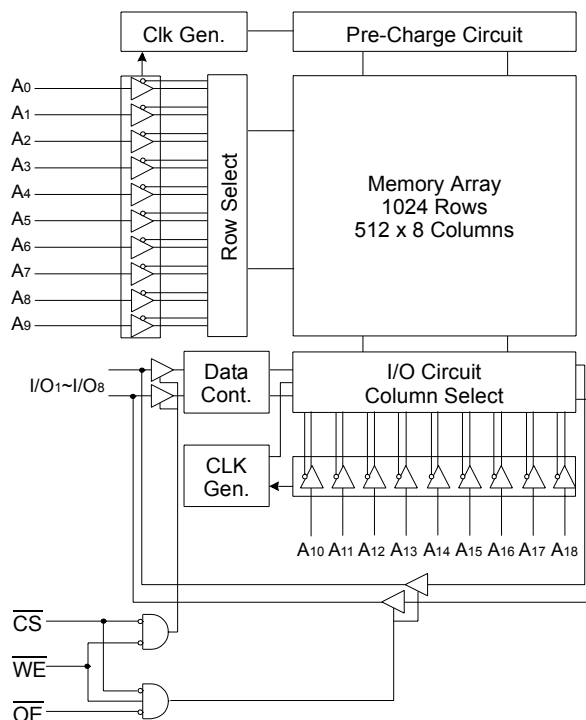 Clk Gen.
Pre-Charge Circuit
A0
A1
A2
A3
A4
A5
A6
A7
A8
A9
Row Select
Memory Array
1024 Rows
512 x 8 Columns
I/O1~I/O8
Data
Cont.
I/O Circuit
Column Select
CLK
Gen.
A10 A11 A12 A13 A14 A15 A16 A17 A18
CS
WE
OE